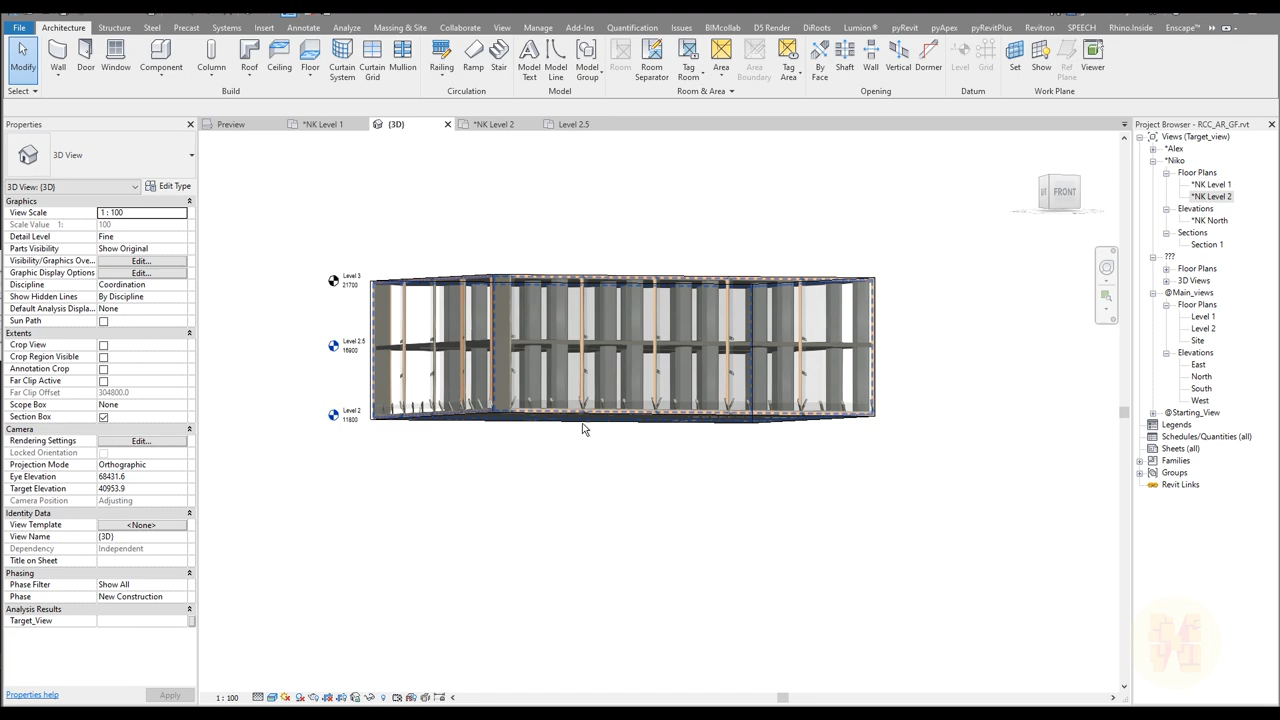 File Architecture Structure Steel Precast Systems Insert Annotate Analyze Massing & Site Collaborate View Manage Add-Ins Quantification Issues BIMcollab DiRoots D5 Render Lumion® pyRevit pyApex pyRevitPlus Revitron SPEECH Rhino.Inside Enscape™
Modify Wall Door Window Component Column Roof Ceiling Floor Curtain System Curtain Grid Mullion Railing Ramp Stair Model Text Model Line Model Group Room Room Separator Tag Room Area Area Boundary Tag Area By Face Shaft Wall Vertical Dormer Level Grid Set Show Ref Plane Viewer
Select Build Circulation Model Room & Area Opening Datum Work Plane
Properties
Preview *NK Level 1 {3D} *NK Level 2 Level 2.5
Project Browser - RCC_AR_GF.rvt
3D View
3D View: {3D} Edit Type
Graphics
View Scale 1 : 100
Scale Value 1: 100
Detail Level Fine
Parts Visibility Show Original
Visibility/Graphics Ove... Edit...
Graphic Display Options Edit...
Discipline Coordination
Show Hidden Lines By Discipline
Default Analysis Displa... None
Sun Path
Extents
Crop View
Crop Region Visible
Annotation Crop
Far Clip Active
Far Clip Offset 304800.0
Scope Box None
Section Box
Camera
Rendering Settings Edit...
Locked Orientation
Projection Mode Orthographic
Eye Elevation 68431.6
Target Elevation 40953.9
Camera Position Adjusting
Identity Data
View Template <None>
View Name {3D}
Dependency Independent
Title on Sheet
Phasing
Phase Filter Show All
Phase New Construction
Analysis Results
Target_View
Properties help Apply
FRONT
Level 3
21700
Level 2.5
16900
Level 2
11800
1 : 100
Views (Target_view)
*Alex
*Niko
Floor Plans
*NK Level 1
*NK Level 2
Elevations
*NK North
Sections
Section 1
???
Floor Plans
3D Views
@Main_views
Floor Plans
Level 1
Level 2
Site
Elevations
East
North
South
West
@Starting_View
Legends
Schedules/Quantities (all)
Sheets (all)
Families
Groups
Revit Links